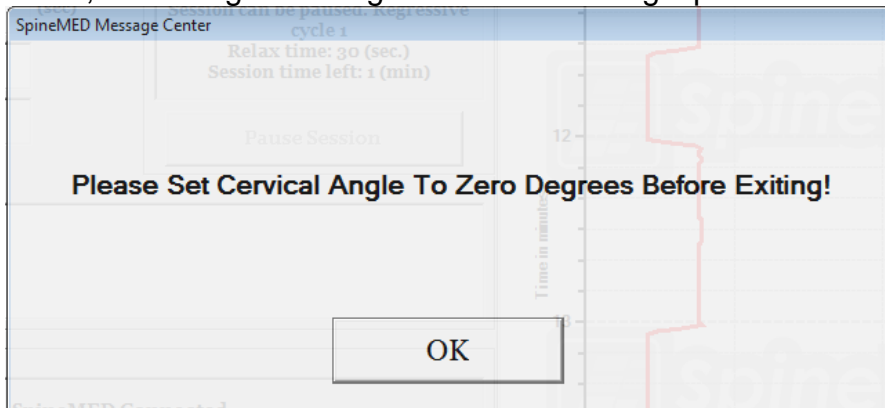 SpineMED Message Center
(sec)
Session can be paused. Regressive
cycle 1
Relax time: 30 (sec.)
Session time left: 1 (min)
Pause Session
12
Please Set Cervical Angle To Zero Degrees Before Exiting!
Time in minutes
13
OK
SpineMED Connected